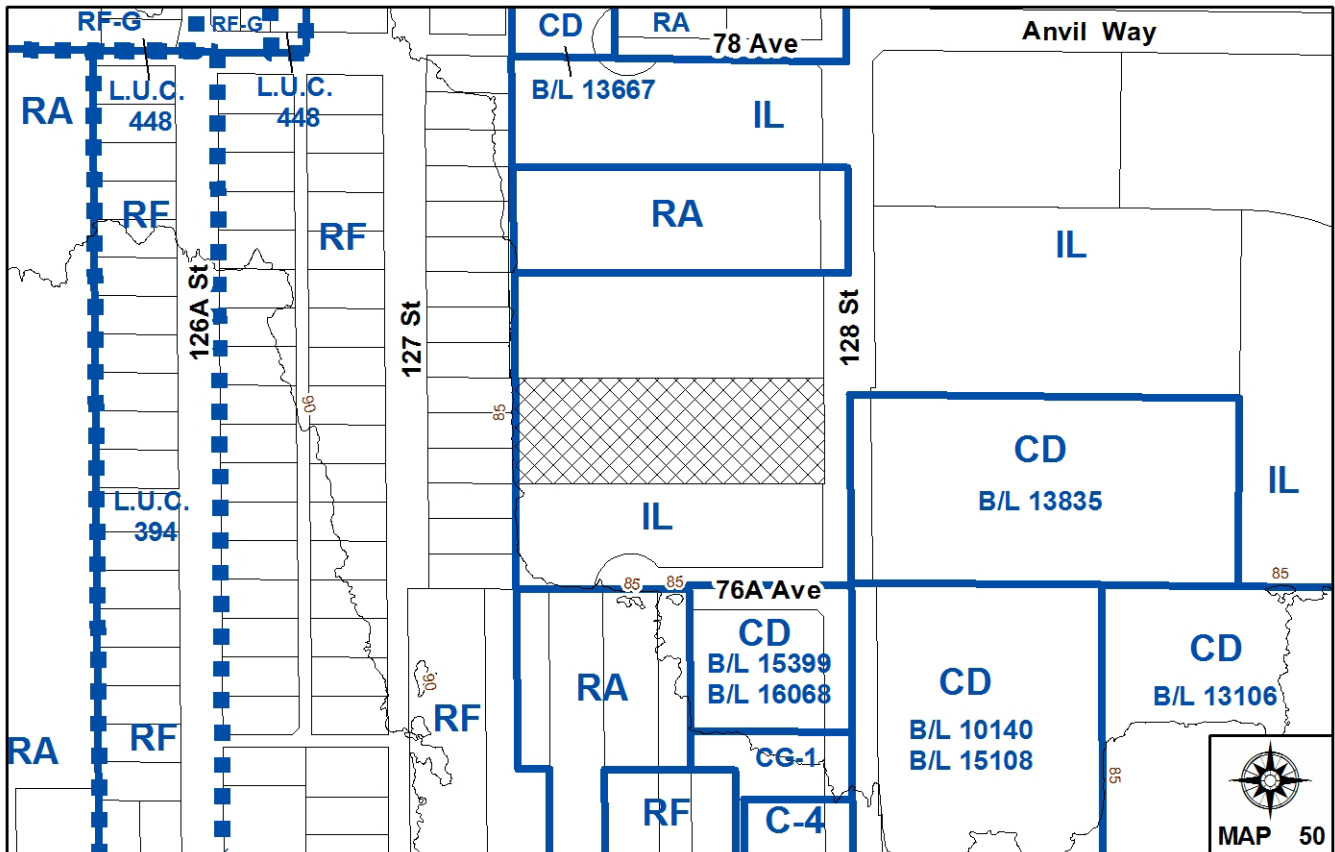 RF-G
RF-G
CD
RA
78 Ave
Anvil Way
L.U.C.
448
L.U.C.
448
B/L 13667
RA
IL
RF
RF
RA
IL
126A St
127 St
128 St
90
85
CD
B/L 13835
IL
L.U.C.
394
IL
85
85
76A Ave
85
CD
B/L 15399
B/L 16068
RA
CD
B/L 10140
B/L 15108
CD
B/L 13106
90
RF
RA
RF
CG-1
85
RF
C-4
MAP 50